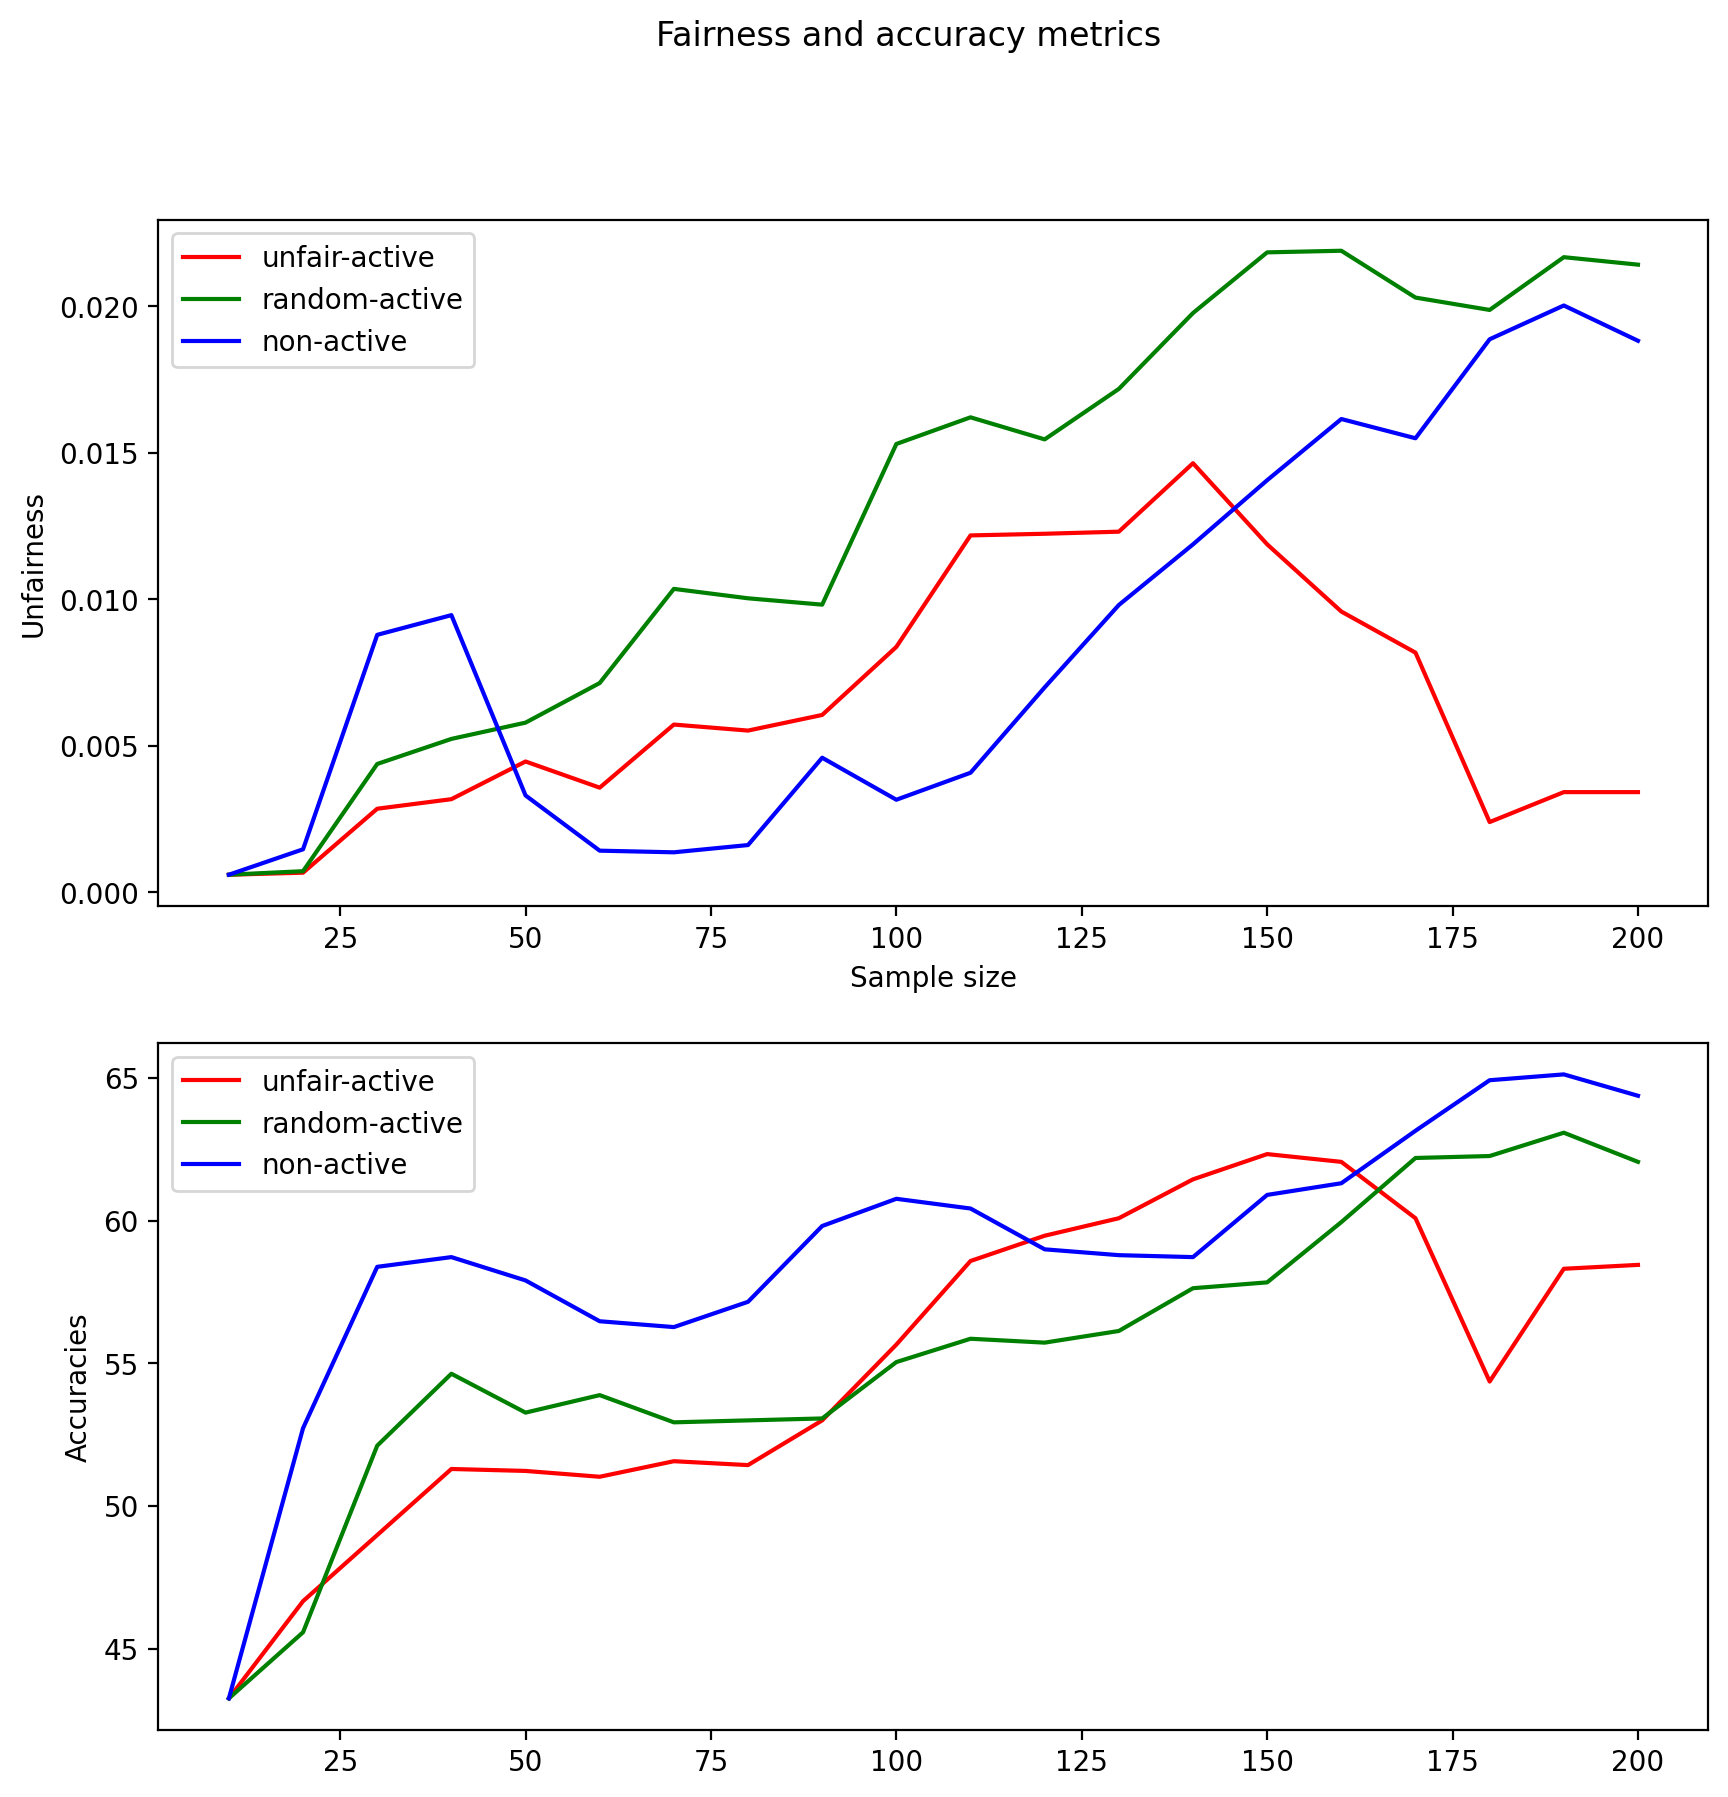 Fairness and accuracy metrics
unfair-active
random-active
non-active
0.020
0.015
0.010
0.005
0.000
Unfairness
25 50 75 100 125 150 175 200
Sample size
unfair-active
random-active
non-active
65
60
55
50
45
Accuracies
25 50 75 100 125 150 175 200